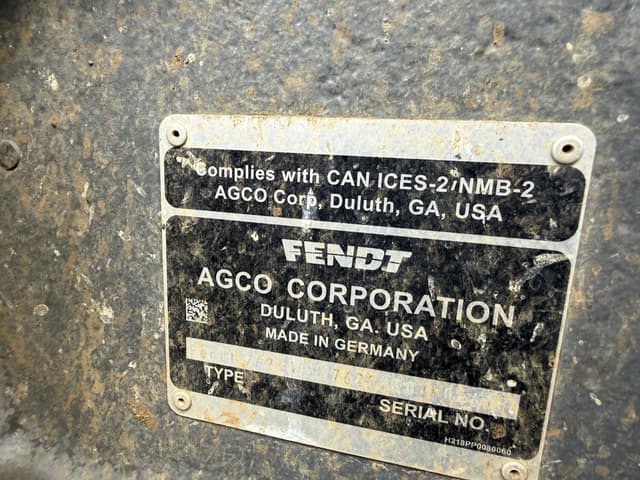 Complies with CAN ICES-2/NMB-2
AGCO Corp, Duluth, GA, USA
FENDT
AGCO CORPORATION
DULUTH, GA. USA
MADE IN GERMANY
TYPE
SERIAL NO.
H218PP0080060